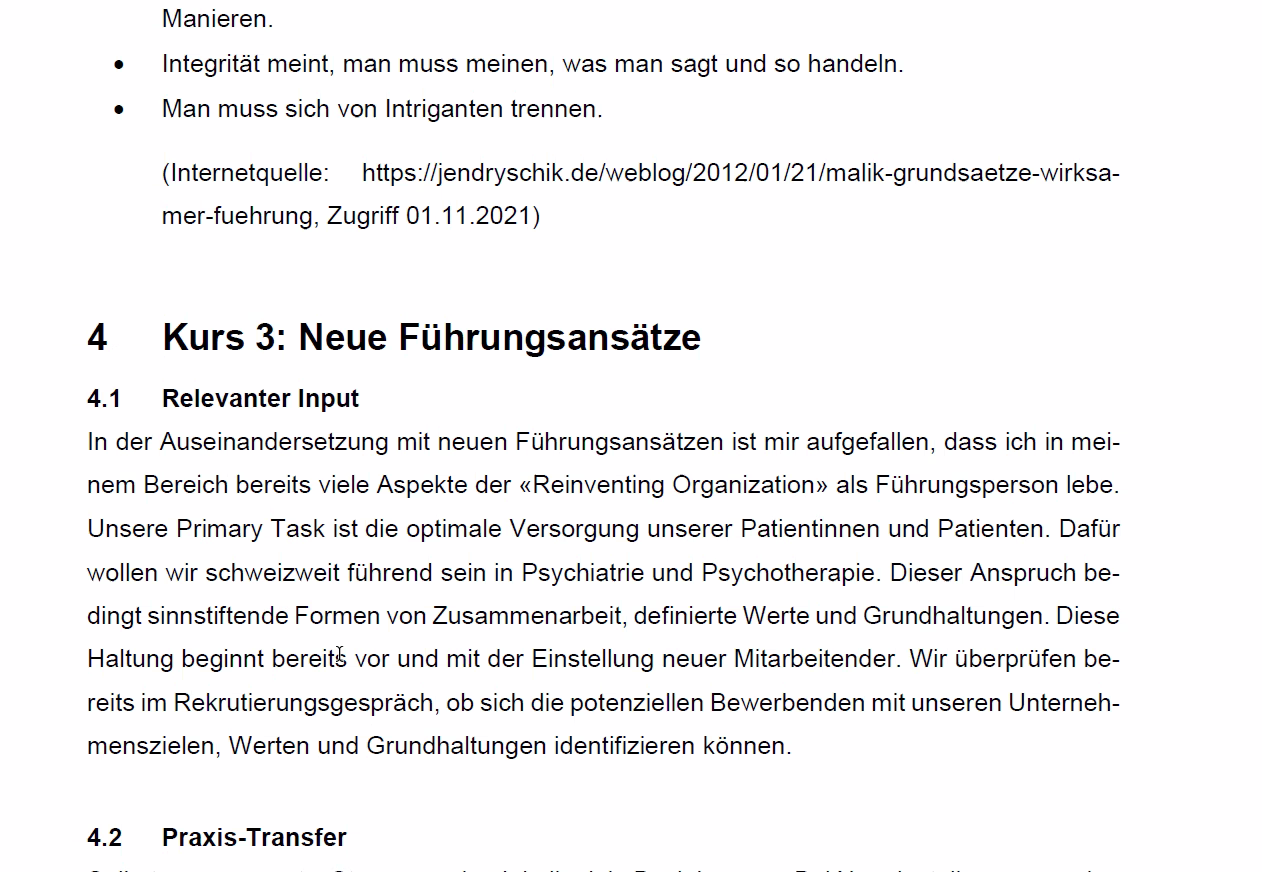 Manieren.
• Integrität meint, man muss meinen, was man sagt und so handeln.
• Man muss sich von Intriganten trennen.
(Internetquelle: https://jendryschik.de/weblog/2012/01/21/malik-grundsaetze-wirksa-
mer-fuehrung, Zugriff 01.11.2021)
4 Kurs 3: Neue Führungsansätze
4.1 Relevanter Input
In der Auseinandersetzung mit neuen Führungsansätzen ist mir aufgefallen, dass ich in mei-
nem Bereich bereits viele Aspekte der «Reinventing Organization» als Führungsperson lebe.
Unsere Primary Task ist die optimale Versorgung unserer Patientinnen und Patienten. Dafür
wollen wir schweizweit führend sein in Psychiatrie und Psychotherapie. Dieser Anspruch be-
dingt sinnstiftende Formen von Zusammenarbeit, definierte Werte und Grundhaltungen. Diese
Haltung beginnt bereits vor und mit der Einstellung neuer Mitarbeitender. Wir überprüfen be-
reits im Rekrutierungsgespräch, ob sich die potenziellen Bewerbenden mit unseren Unterneh-
menszielen, Werten und Grundhaltungen identifizieren können.
4.2 Praxis-Transfer